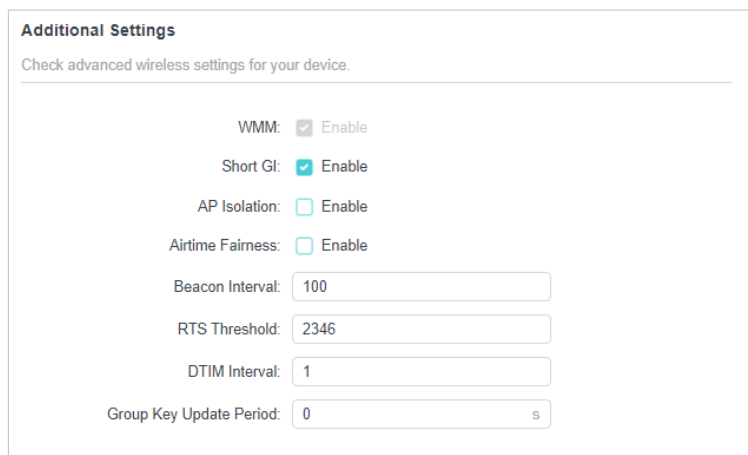 Additional Settings
Check advanced wireless settings for your device.
WMM: Enable
Short GI: Enable
AP Isolation: Enable
Airtime Fairness: Enable
Beacon Interval: 100
RTS Threshold: 2346
DTIM Interval: 1
Group Key Update Period: 0 s